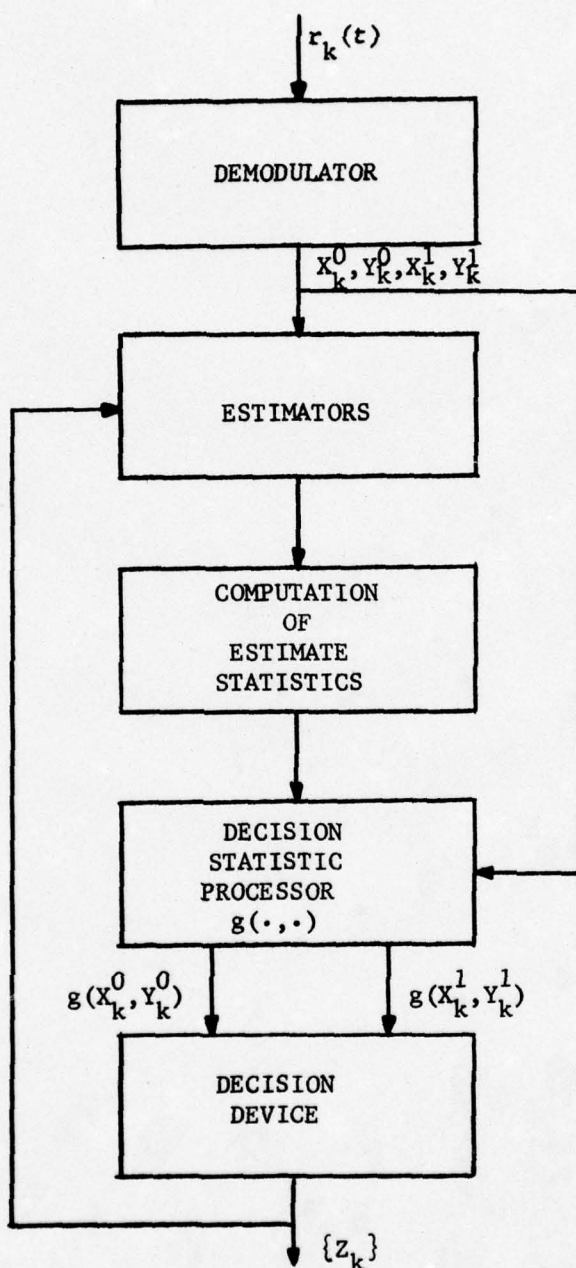 r_k(t)
DEMODULATOR
X_k^0, Y_k^0, X_k^1, Y_k^1
ESTIMATORS
COMPUTATION
OF
ESTIMATE
STATISTICS
DECISION
STATISTIC
PROCESSOR
g(·,·)
g(X_k^0,Y_k^0) g(X_k^1,Y_k^1)
DECISION
DEVICE
{Z_k}